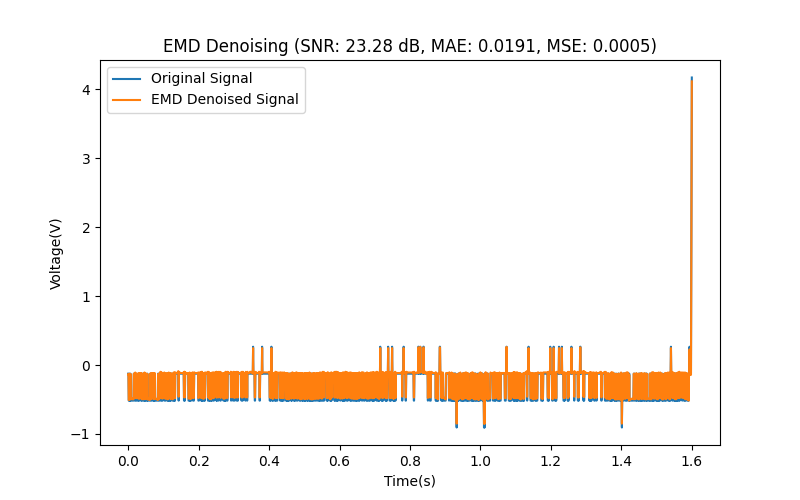 EMD Denoising (SNR: 23.28 dB, MAE: 0.0191, MSE: 0.0005)
Original Signal
EMD Denoised Signal
4
3
2
1
0
−1
Voltage(V)
0.0 0.2 0.4 0.6 0.8 1.0 1.2 1.4 1.6
Time(s)